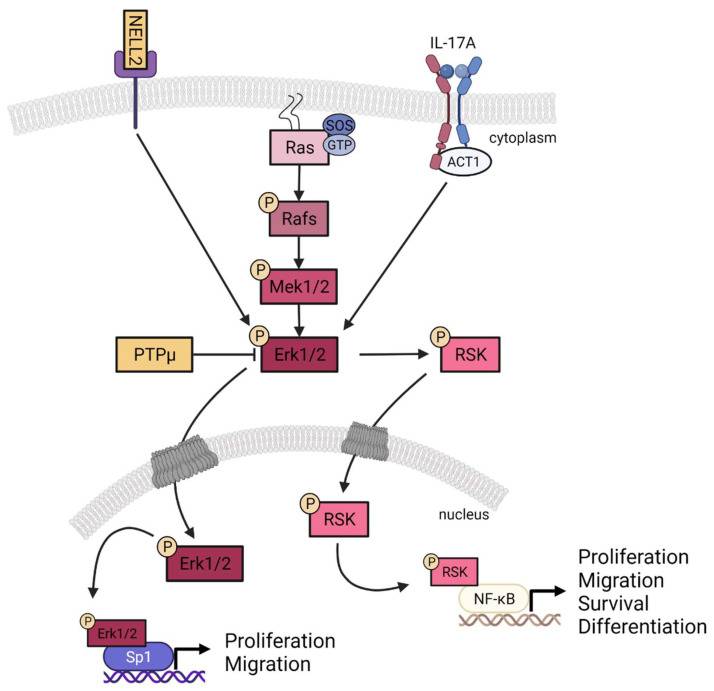 NELL2
IL-17A
SOS
GTP
Ras
cytoplasm
ACT1
P
Rafs
P
Mek1/2
P
Erk1/2
PTPμ
P
RSK
nucleus
P
RSK
P
Erk1/2
P
RSK
NF-κB
Proliferation
Migration
Survival
Differentiation
P
Erk1/2
Sp1
Proliferation
Migration